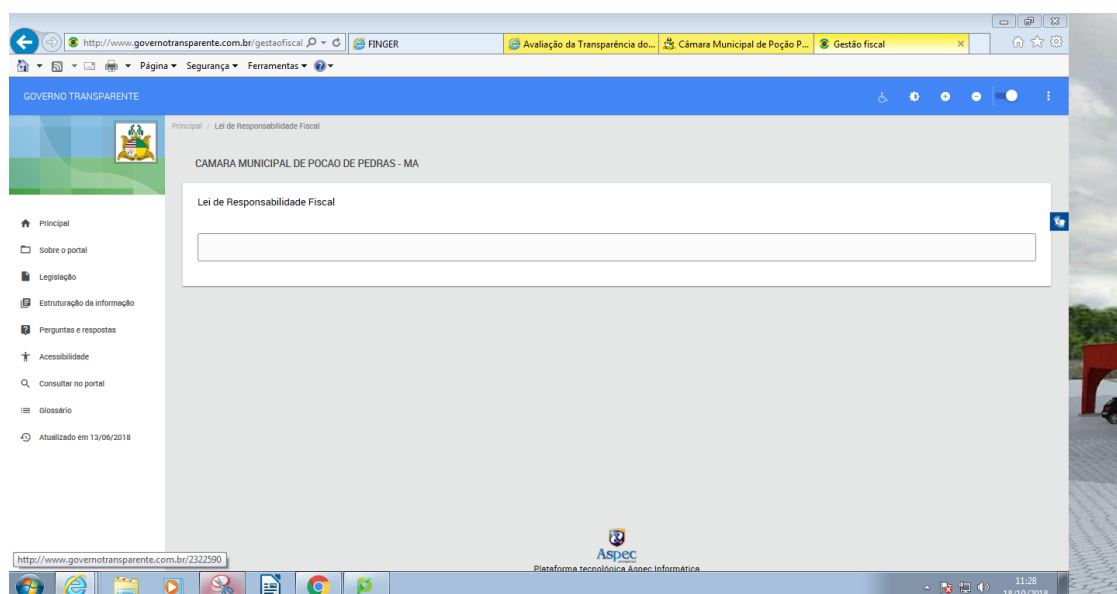 http://www.governotransparente.com.br/gestaofiscal
FINGER
Avaliação da Transparência do...
Câmara Municipal de Poção P...
Gestão fiscal
Página
Segurança
Ferramentas
GOVERNO TRANSPARENTE
Principal / Lei de Responsabilidade Fiscal
CAMARA MUNICIPAL DE POCAO DE PEDRAS - MA
Lei de Responsabilidade Fiscal
Principal
Sobre o portal
Legislação
Estruturação da informação
Perguntas e respostas
Acessibilidade
Consultar no portal
Glossário
Atualizado em 13/06/2018
Aspec
Plataforma tecnológica Aspec Informática
http://www.governotransparente.com.br/2322590
11:28
18/10/2018